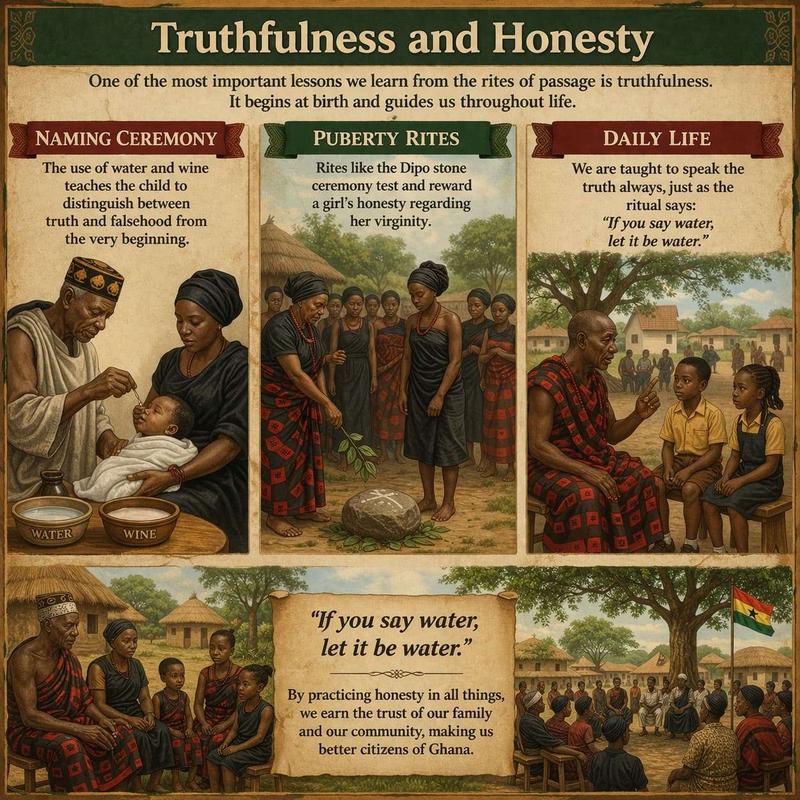 Truthfulness and Honesty
One of the most important lessons we learn from the rites of passage is truthfulness.
It begins at birth and guides us throughout life.
NAMING CEREMONY
The use of water and wine
teaches the child to
distinguish between
truth and falsehood from
the very beginning.
WATER
WINE
PUBERTY RITES
Rites like the Dipo stone
ceremony test and reward
a girl's honesty regarding
her virginity.
DAILY LIFE
We are taught to speak the
truth always, just as the
ritual says:
"If you say water,
let it be water."
"If you say water,
let it be water."
By practicing honesty in all things,
we earn the trust of our family
and our community, making us
better citizens of Ghana.